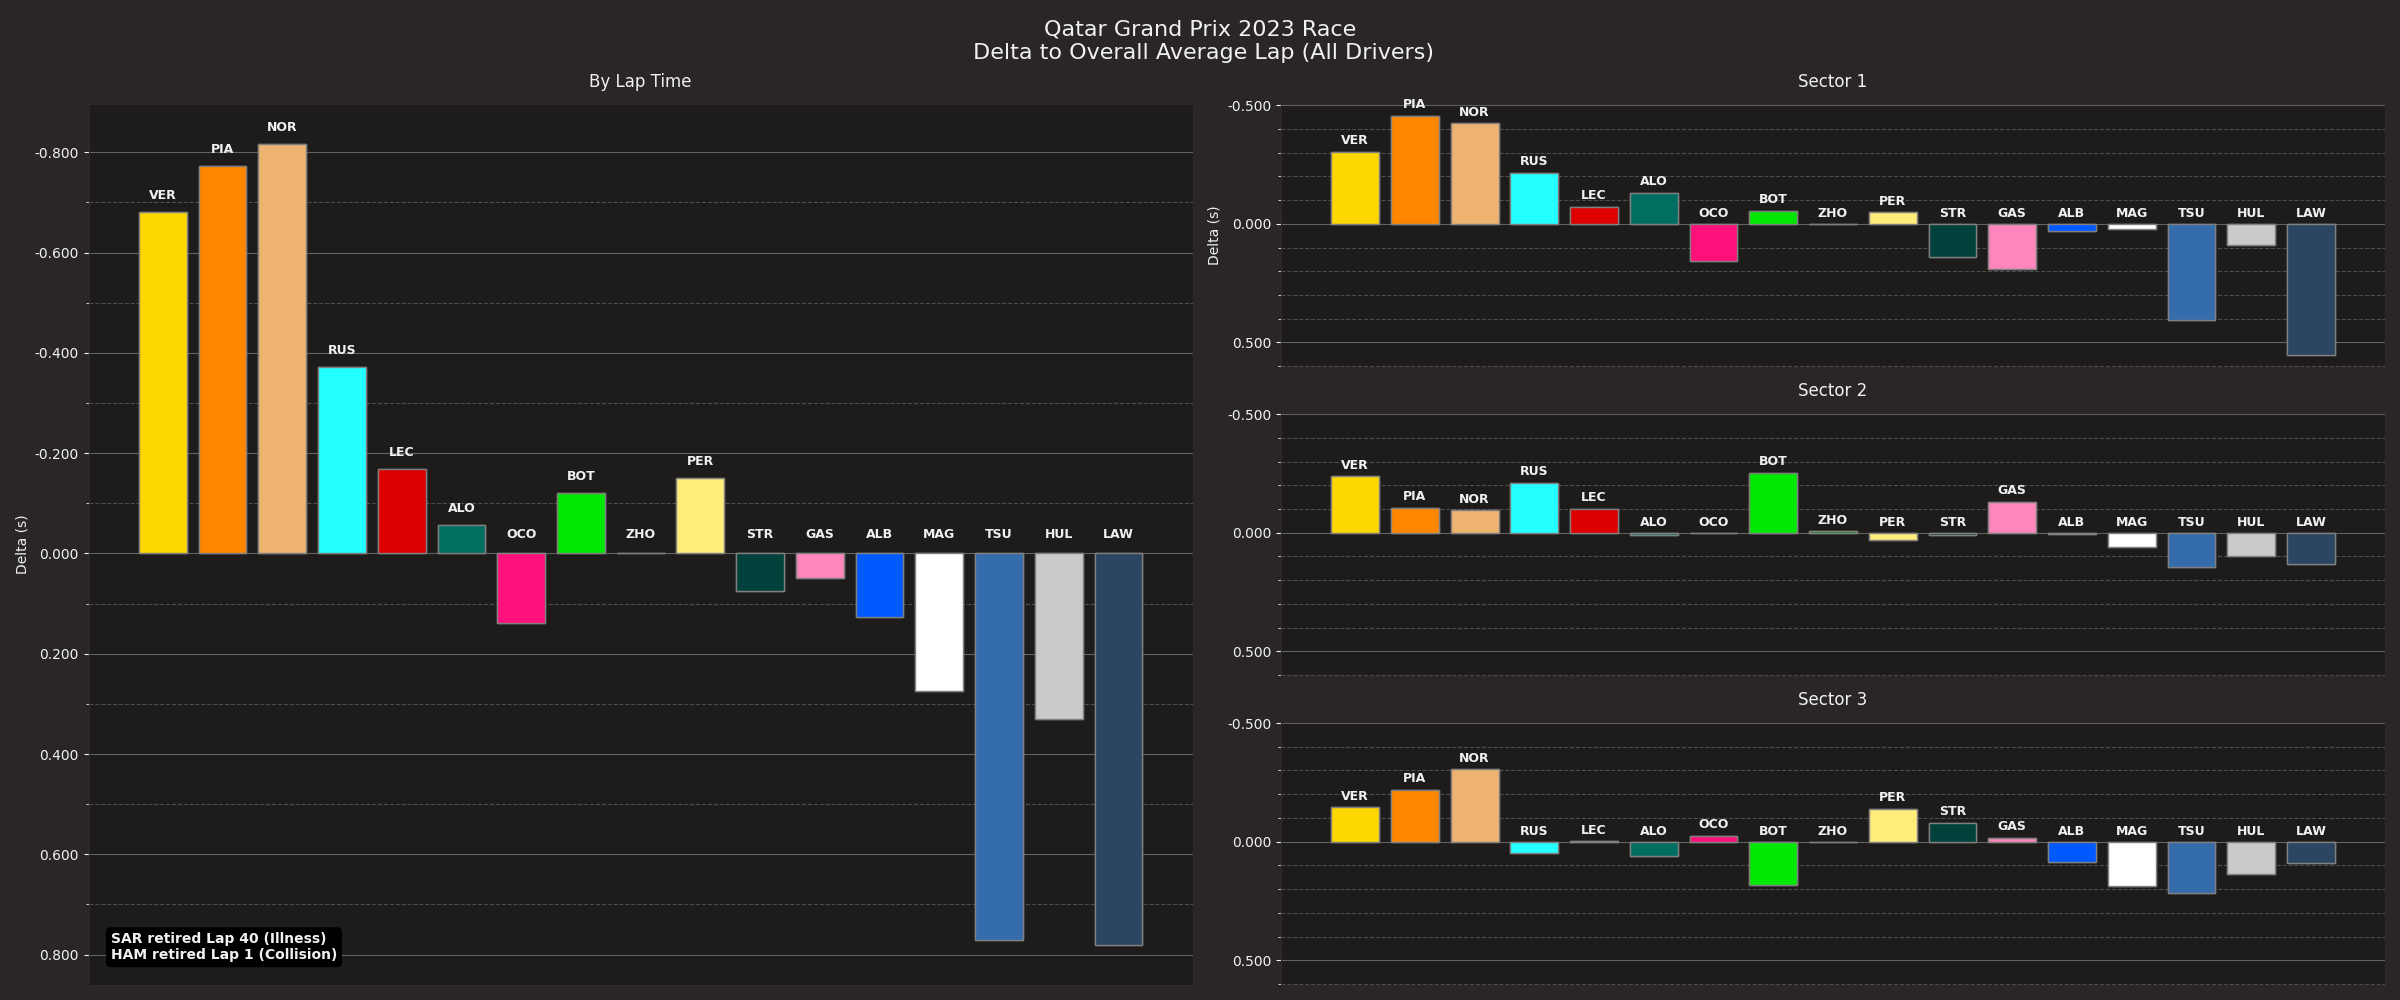 Qatar Grand Prix 2023 Race
Delta to Overall Average Lap (All Drivers)
By Lap Time
Delta (s)
-0.800
-0.600
-0.400
-0.200
0.000
0.200
0.400
0.600
0.800
VER
PIA
NOR
RUS
LEC
ALO
OCO
BOT
ZHO
PER
STR
GAS
ALB
MAG
TSU
HUL
LAW
SAR retired Lap 40 (Illness)
HAM retired Lap 1 (Collision)
Sector 1
Delta (s)
-0.500
0.000
0.500
VER
PIA
NOR
RUS
LEC
ALO
OCO
BOT
ZHO
PER
STR
GAS
ALB
MAG
TSU
HUL
LAW
Sector 2
-0.500
0.000
0.500
VER
PIA
NOR
RUS
LEC
ALO
OCO
BOT
ZHO
PER
STR
GAS
ALB
MAG
TSU
HUL
LAW
Sector 3
-0.500
0.000
0.500
VER
PIA
NOR
RUS
LEC
ALO
OCO
BOT
ZHO
PER
STR
GAS
ALB
MAG
TSU
HUL
LAW